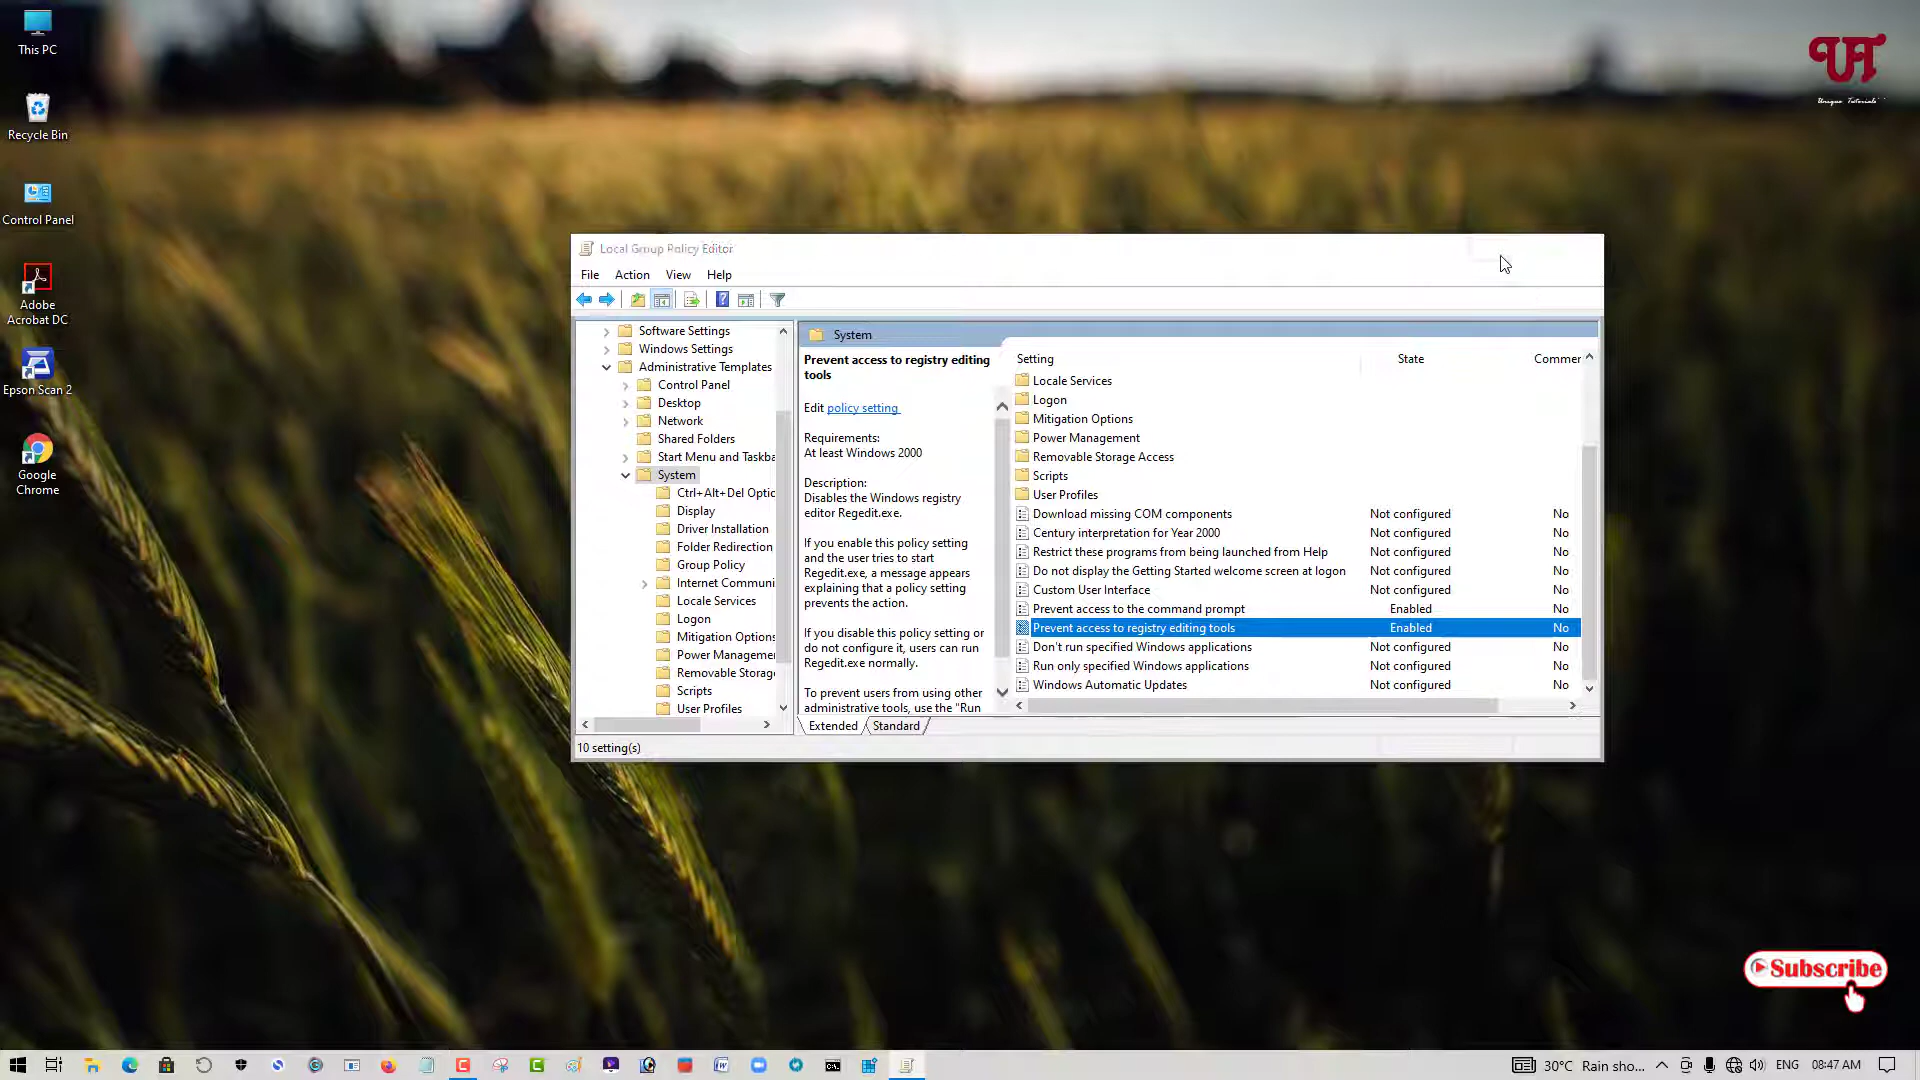 This PC
Recycle Bin
Control Panel
Adobe
Acrobat DC
Epson Scan 2
Google
Chrome
UT
Unique Tutorials
Local Group Policy Editor
File Action View Help
Software Settings
Windows Settings
Administrative Templates
Control Panel
Desktop
Network
Shared Folders
Start Menu and Taskba
System
Ctrl+Alt+Del Optic
Display
Driver Installation
Folder Redirection
Group Policy
Internet Communi
Locale Services
Logon
Mitigation Options
Power Manageme
Removable Storag
Scripts
User Profiles
System
Prevent access to registry editing
tools
Edit policy setting
Requirements:
At least Windows 2000
Description:
Disables the Windows registry
editor Regedit.exe.
If you enable this policy setting
and the user tries to start
Regedit.exe, a message appears
explaining that a policy setting
prevents the action.
If you disable this policy setting or
do not configure it, users can run
Regedit.exe normally.
To prevent users from using other
administrative tools, use the "Run
Setting State Commer
Locale Services
Logon
Mitigation Options
Power Management
Removable Storage Access
Scripts
User Profiles
Download missing COM components Not configured No
Century interpretation for Year 2000 Not configured No
Restrict these programs from being launched from Help Not configured No
Do not display the Getting Started welcome screen at logon Not configured No
Custom User Interface Not configured No
Prevent access to the command prompt Enabled No
Prevent access to registry editing tools Enabled No
Don't run specified Windows applications Not configured No
Run only specified Windows applications Not configured No
Windows Automatic Updates Not configured No
Extended Standard
10 setting(s)
Subscribe
30°C Rain sho... ENG 08:47 AM